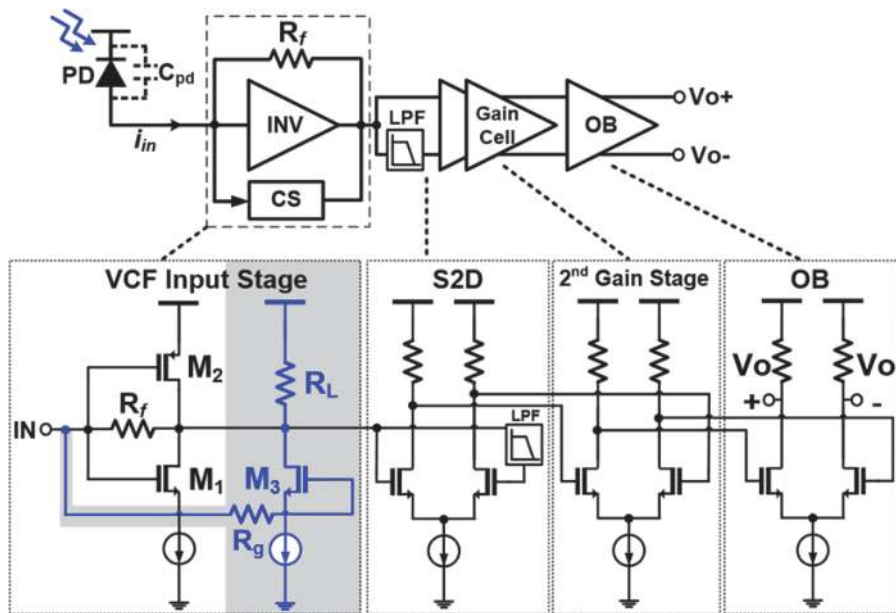 R_f
PD
C_pd
i_in
INV
CS
LPF
Gain
Cell
OB
Vo+
Vo-
VCF Input Stage
S2D
2nd Gain Stage
OB
M2
R_L
Vo
Vo
+
-
R_f
IN
LPF
M1
M3
R_g